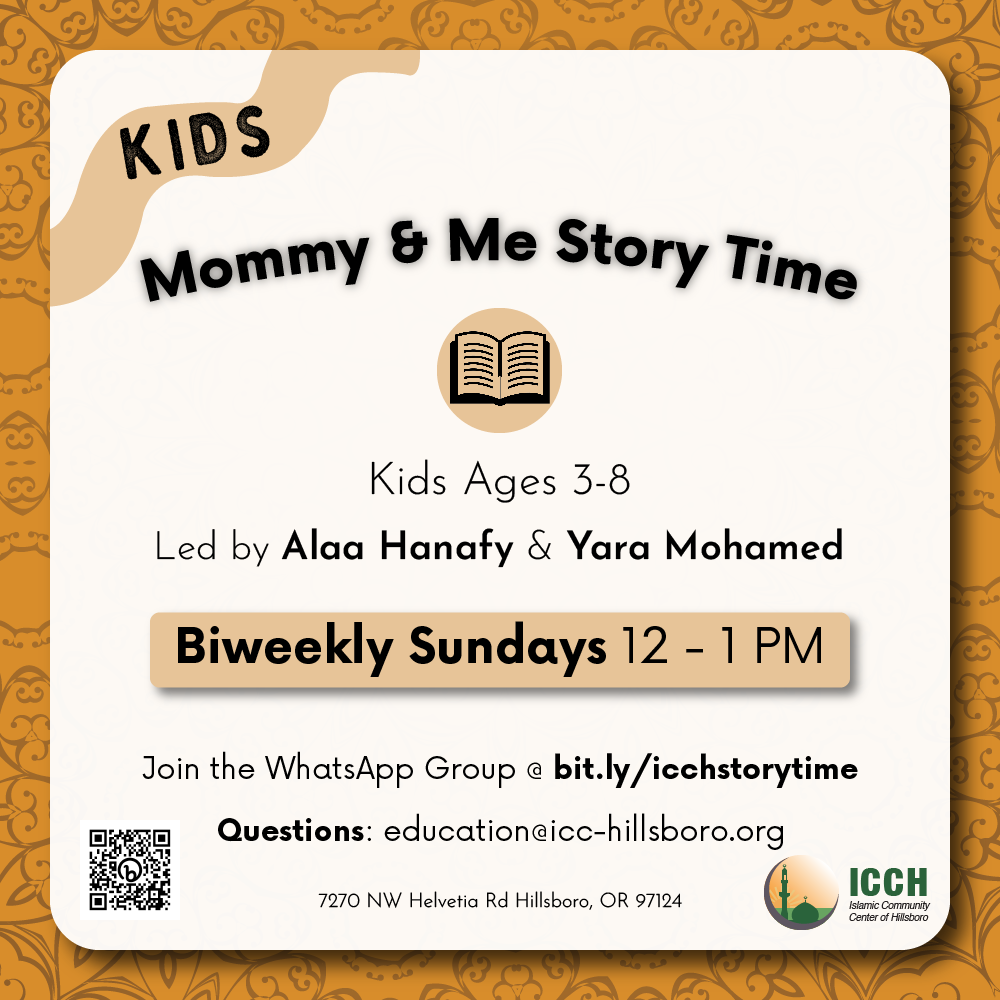 KIDS
Mommy & Me Story Time
Kids Ages 3-8
Led by Alaa Hanafy & Yara Mohamed
Biweekly Sundays 12 - 1 PM
Join the WhatsApp Group @ bit.ly/icchstorytime
Questions: education@icc-hillsboro.org
7270 NW Helvetia Rd Hillsboro, OR 97124
ICCH
Islamic Community
Center of Hillsboro